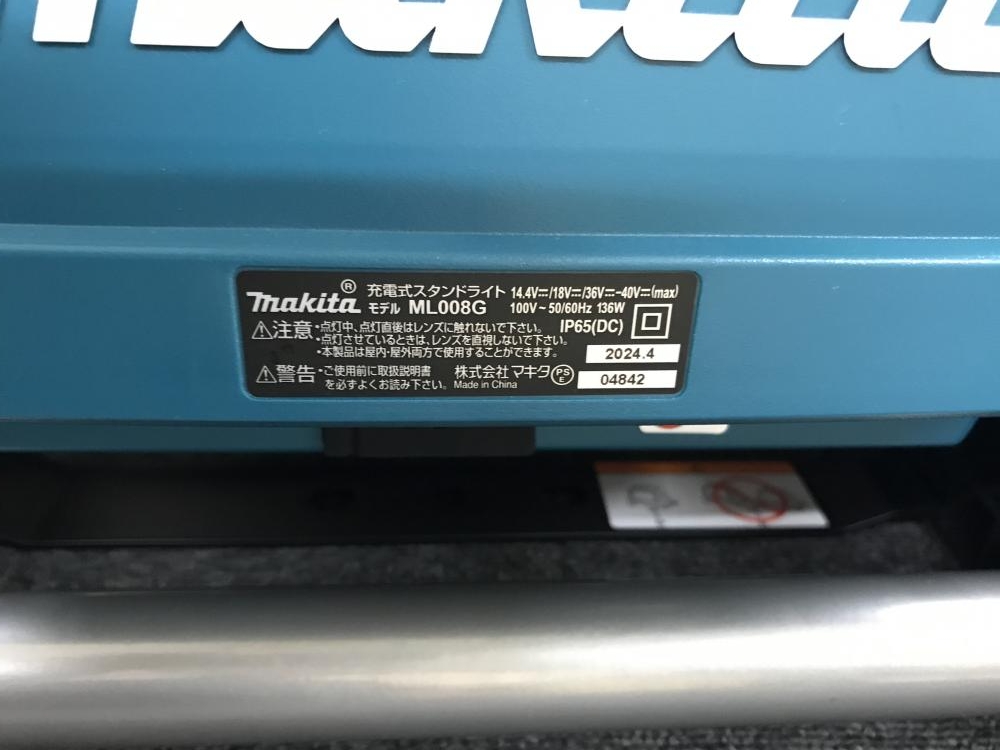 makita
makita® 充電式スタンドライト 14.4V⎓/18V⎓/36V⎓-40V⎓(max)
モデル ML008G 100V～50/60Hz 136W
⚠注意 ・点灯中、点灯直後はレンズに触れないで下さい。 IP65(DC)
・点灯させているときは、レンズを直視しないで下さい。
・本製品は屋内・屋外両方で使用することができます。 2024.4
⚠警告 ・ご使用前に取扱説明書 株式会社マキタ PSE 04842
を必ずよくお読み下さい。 Made in China